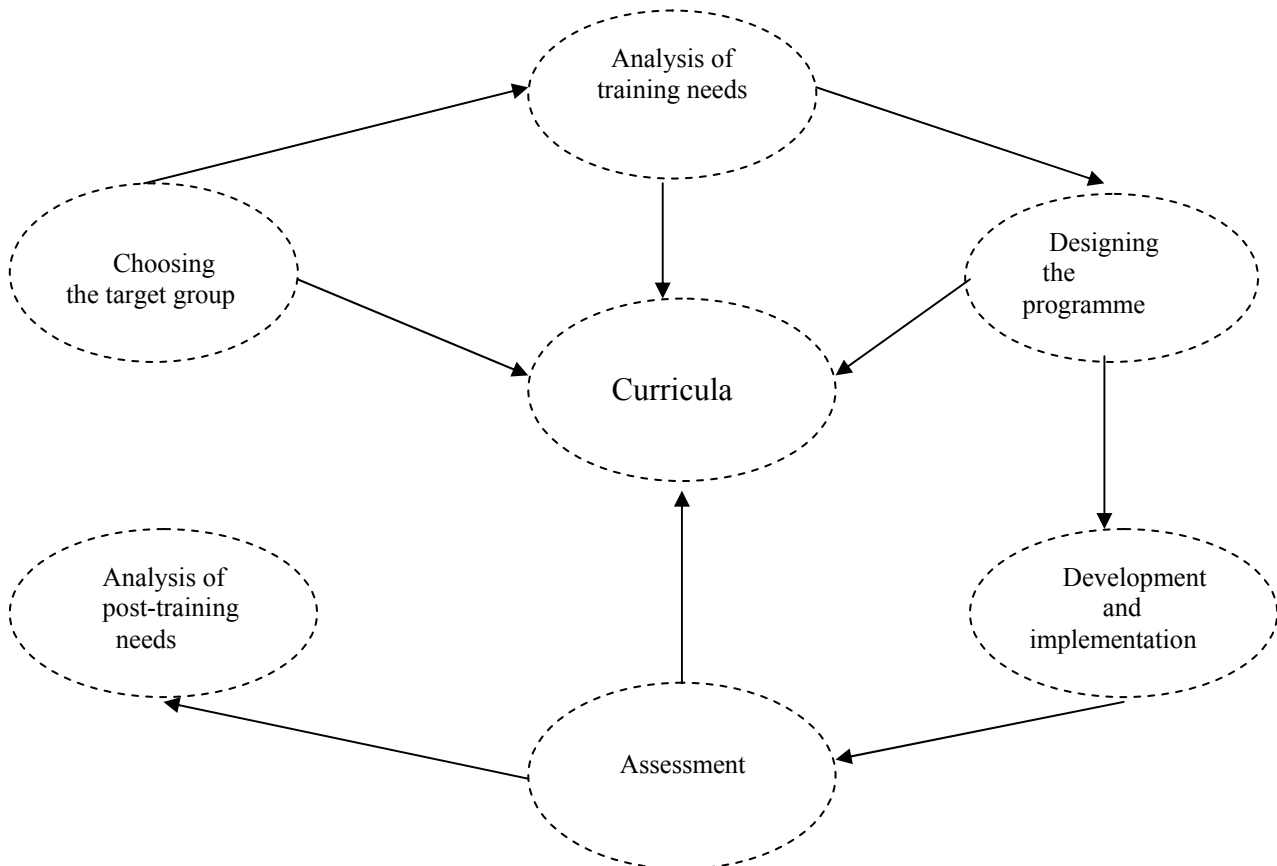 Analysis of
training needs
Choosing
the target group
Designing
the
programme
Curricula
Analysis of
post-training
needs
Development
and
implementation
Assessment